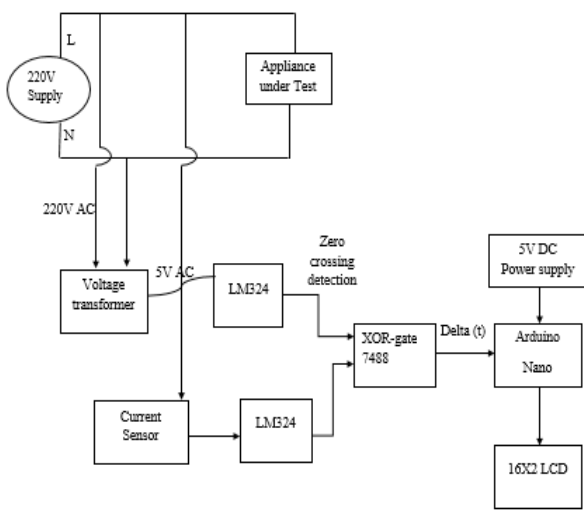 L
220V
Supply
N
Appliance
under Test
220V AC
Voltage
transformer
5V AC
LM324
Zero
crossing
detection
XOR-gate
7488
Delta (t)
5V DC
Power supply
Arduino
Nano
Current
Sensor
LM324
16X2 LCD